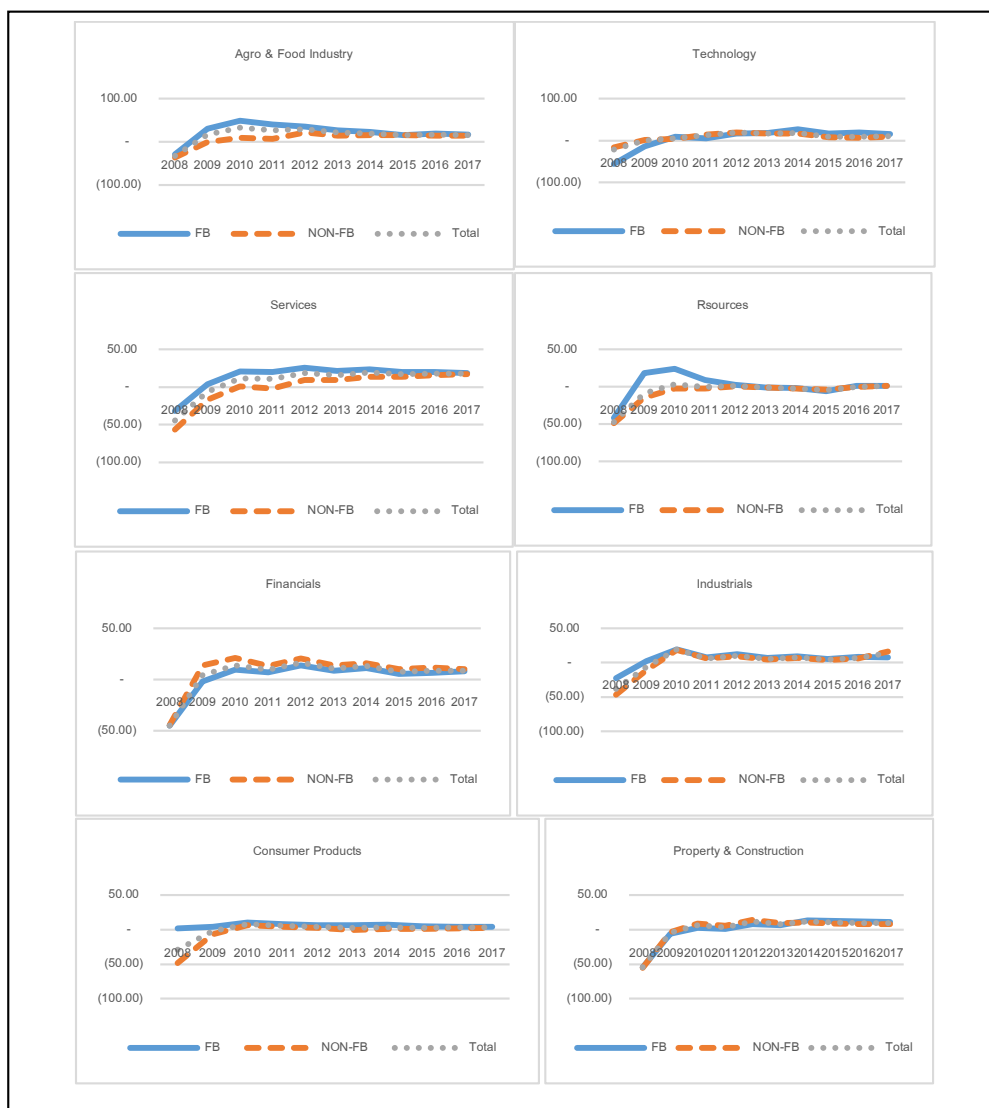 Agro & Food Industry
100.00
-
2008 2009 2010 2011 2012 2013 2014 2015 2016 2017
(100.00)
FB NON-FB Total
Technology
100.00
-
2008 2009 2010 2011 2012 2013 2014 2015 2016 2017
(100.00)
FB NON-FB Total
Services
50.00
-
2008 2009 2010 2011 2012 2013 2014 2015 2016 2017
(50.00)
(100.00)
FB NON-FB Total
Rsources
50.00
-
2008 2009 2010 2011 2012 2013 2014 2015 2016 2017
(50.00)
(100.00)
FB NON-FB Total
Financials
50.00
-
2008 2009 2010 2011 2012 2013 2014 2015 2016 2017
(50.00)
FB NON-FB Total
Industrials
50.00
-
2008 2009 2010 2011 2012 2013 2014 2015 2016 2017
(50.00)
(100.00)
FB NON-FB Total
Consumer Products
50.00
-
2008 2009 2010 2011 2012 2013 2014 2015 2016 2017
(50.00)
(100.00)
FB NON-FB Total
Property & Construction
50.00
-
2008 2009 2010 2011 2012 2013 2014 2015 2016 2017
(50.00)
(100.00)
FB NON-FB Total